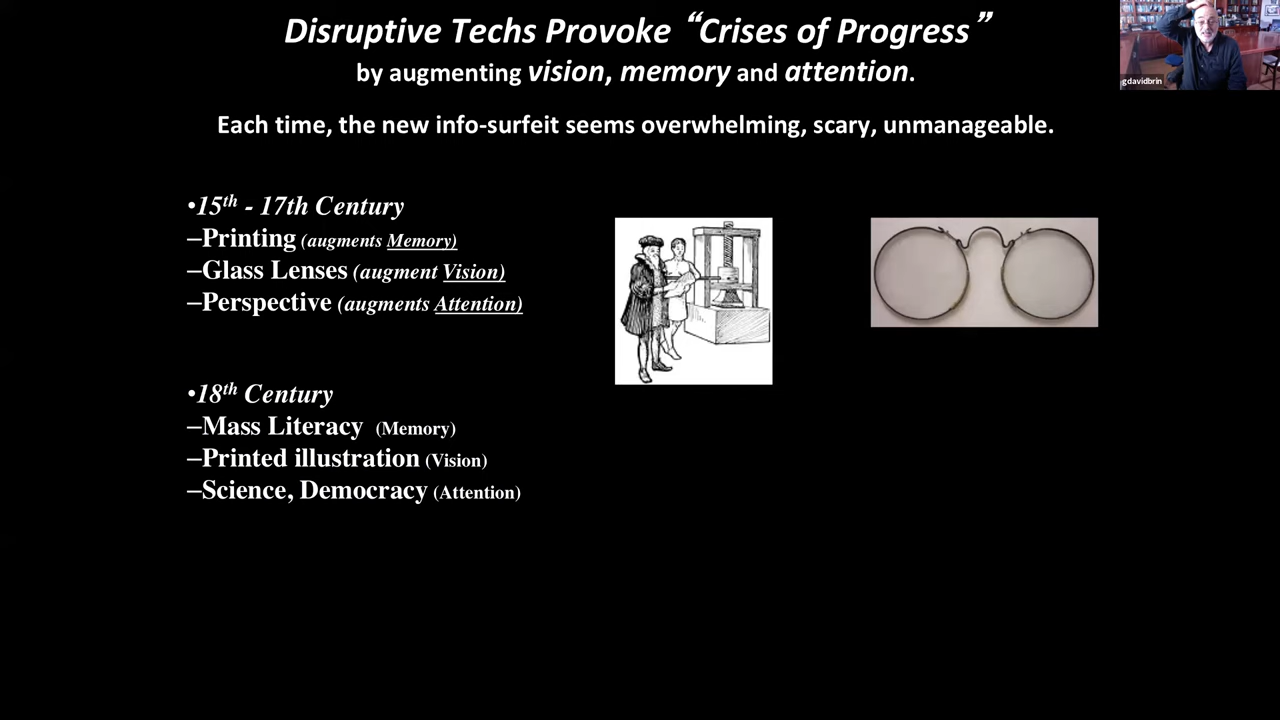 Disruptive Techs Provoke “Crises of Progress”
by augmenting vision, memory and attention.
Each time, the new info-surfeit seems overwhelming, scary, unmanageable.
•15th - 17th Century
–Printing (augments Memory)
–Glass Lenses (augment Vision)
–Perspective (augments Attention)
•18th Century
–Mass Literacy (Memory)
–Printed illustration (Vision)
–Science, Democracy (Attention)
gdavidbrin